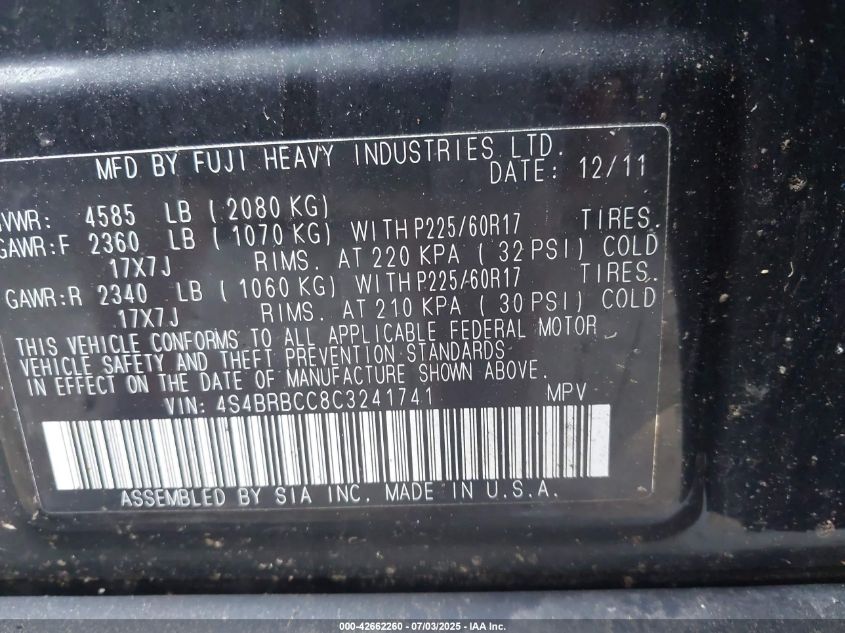 MFD BY FUJI HEAVY INDUSTRIES LTD.
DATE: 12/11
VWR: 4585 LB (2080 KG)
GAWR:F 2360 LB (1070 KG) WITH P225/60R17 TIRES.
17X7J RIMS. AT 220 KPA (32 PSI) COLD
GAWR:R 2340 LB (1060 KG) WITH P225/60R17 TIRES.
17X7J RIMS. AT 210 KPA (30 PSI) COLD
THIS VEHICLE CONFORMS TO ALL APPLICABLE FEDERAL MOTOR
VEHICLE SAFETY AND THEFT PREVENTION STANDARDS
IN EFFECT ON THE DATE OF MANUFACTURE SHOWN ABOVE.
VIN: 4S4BRBCC8C3241741 MPV
ASSEMBLED BY SIA INC. MADE IN U.S.A.
000-42662260 - 07/03/2025 - IAA Inc.